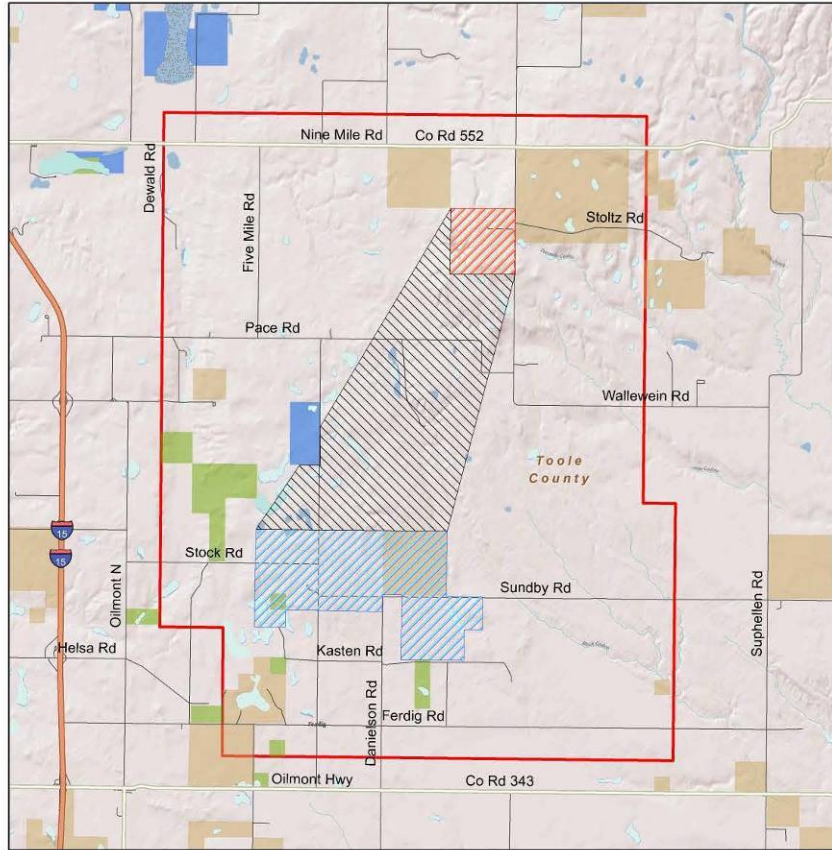 Nine Mile Rd
Co Rd 552
Dewald Rd
Five Mile Rd
Stoltz Rd
Pace Rd
Wallewein Rd
Toole
County
15
15
Stock Rd
Oilmont N
Sundby Rd
Suphellen Rd
Helsa Rd
Kasten Rd
Danielson Rd
Ferdig Rd
Ferdig
Oilmont Hwy
Co Rd 343